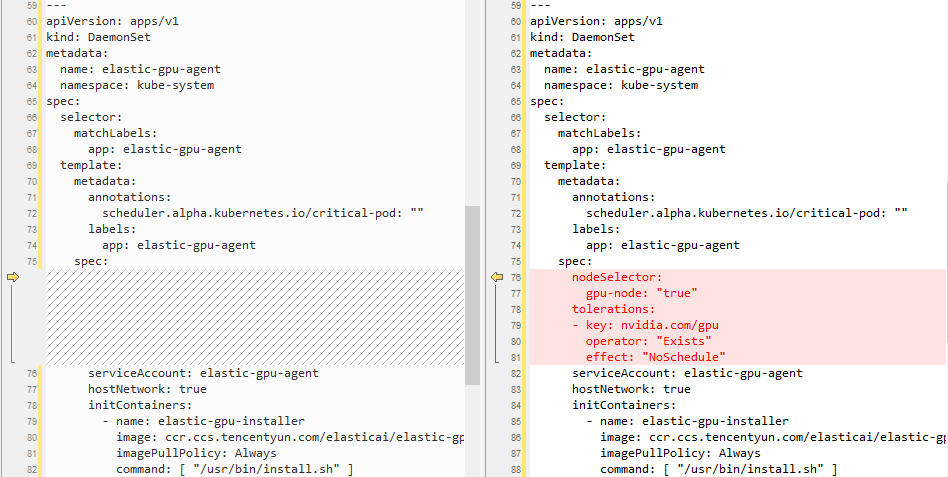 59 ---
60 apiVersion: apps/v1
61 kind: DaemonSet
62 metadata:
63   name: elastic-gpu-agent
64   namespace: kube-system
65 spec:
66   selector:
67     matchLabels:
68       app: elastic-gpu-agent
69   template:
70     metadata:
71       annotations:
72         scheduler.alpha.kubernetes.io/critical-pod: ""
73       labels:
74         app: elastic-gpu-agent
75     spec:
76       serviceAccount: elastic-gpu-agent
77       hostNetwork: true
78       initContainers:
79         - name: elastic-gpu-installer
80           image: ccr.ccs.tencentyun.com/elasticai/elastic-gp
81           imagePullPolicy: Always
82           command: [ "/usr/bin/install.sh" ]
59 ---
60 apiVersion: apps/v1
61 kind: DaemonSet
62 metadata:
63   name: elastic-gpu-agent
64   namespace: kube-system
65 spec:
66   selector:
67     matchLabels:
68       app: elastic-gpu-agent
69   template:
70     metadata:
71       annotations:
72         scheduler.alpha.kubernetes.io/critical-pod: ""
73       labels:
74         app: elastic-gpu-agent
75     spec:
76       nodeSelector:
77         gpu-node: "true"
78       tolerations:
79       - key: nvidia.com/gpu
80         operator: "Exists"
81         effect: "NoSchedule"
82       serviceAccount: elastic-gpu-agent
83       hostNetwork: true
84       initContainers:
85         - name: elastic-gpu-installer
86           image: ccr.ccs.tencentyun.com/elasticai/elastic-gp
87           imagePullPolicy: Always
88           command: [ "/usr/bin/install.sh" ]